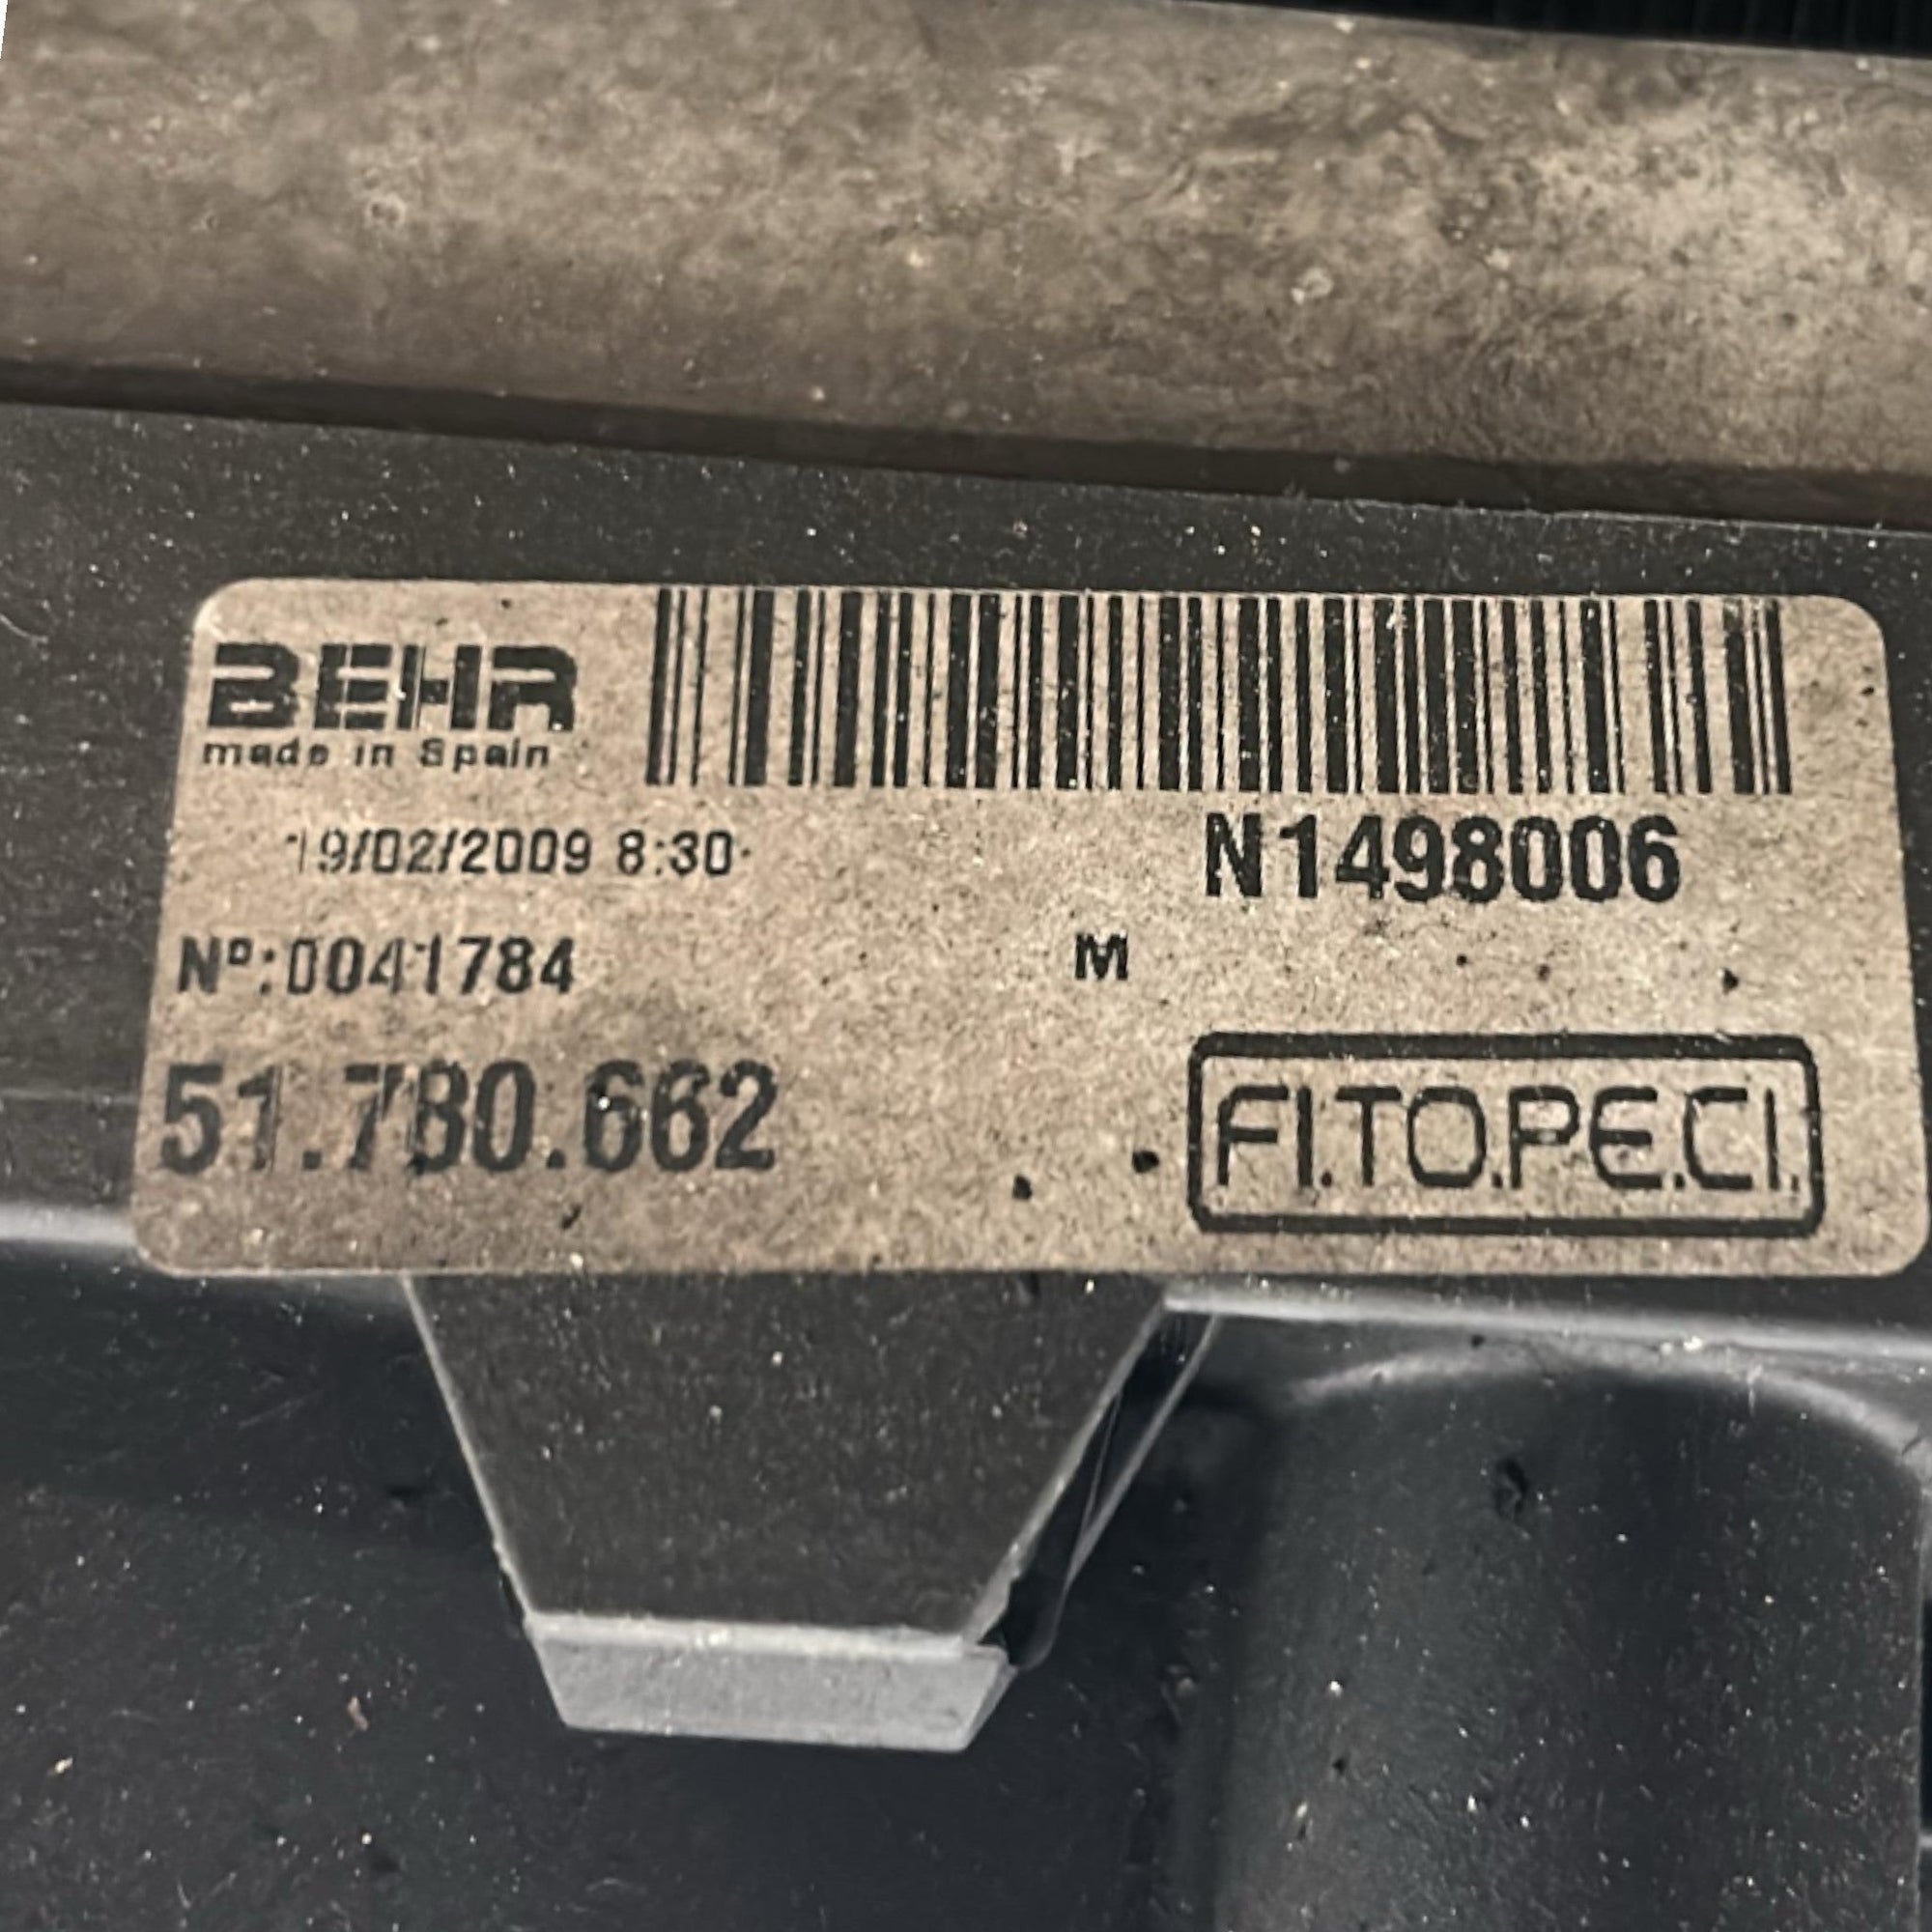 BEHR
made in Spain
19/02/2009 8:30
N1498006
Nº:0041784
M
51.780.662
FI.TO.PE.CI.